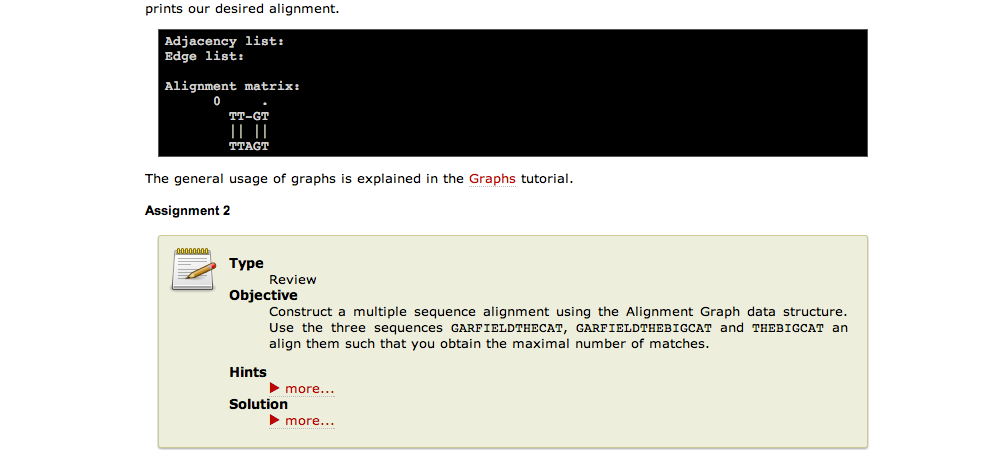 prints our desired alignment.
Adjacency list:
Edge list:
Alignment matrix:
0     .
TT-GT
|| ||
TTAGT
The general usage of graphs is explained in the Graphs tutorial.
Assignment 2
Type
Review
Objective
Construct a multiple sequence alignment using the Alignment Graph data structure.
Use the three sequences GARFIELDTHECAT, GARFIELDTHEBIGCAT and THEBIGCAT an
align them such that you obtain the maximal number of matches.
Hints
▶ more...
Solution
▶ more...